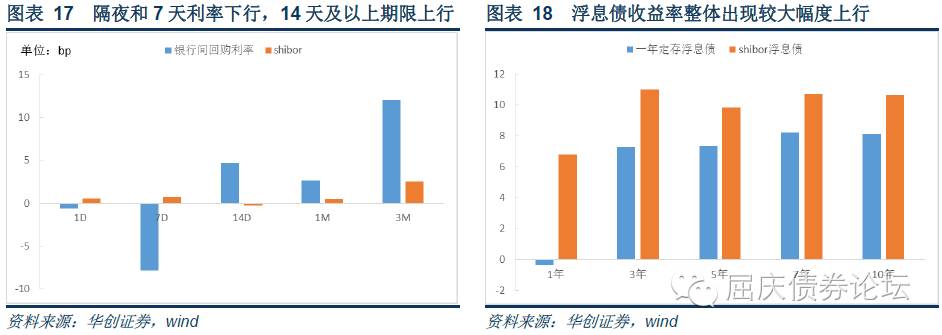 图表 17 隔夜和 7 天利率下行，14 天及以上期限上行
单位：bp
银行间回购利率 shibor
15
10
5
0
-5
-10
1D 7D 14D 1M 3M
资料来源：华创证券，wind
图表 18 浮息债收益率整体出现较大幅度上行
一年定存浮息债 shibor浮息债
12
10
8
6
4
2
0
-2
1年 3年 5年 7年 10年
屈庆债券论坛
资料来源：华创证券，wind